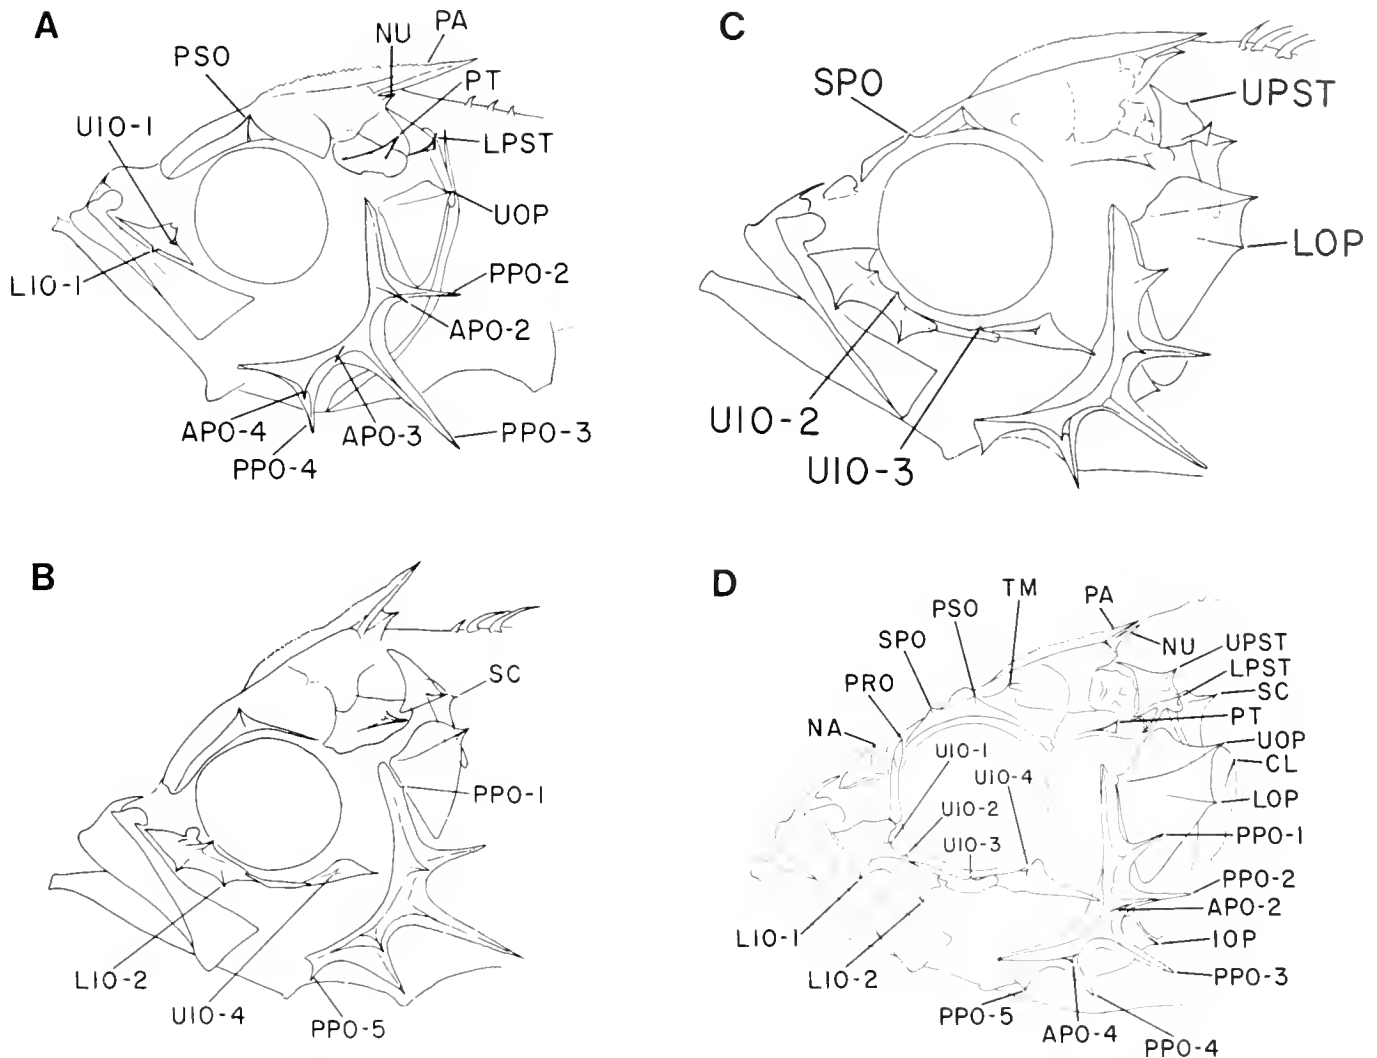 A
PSO
NU
PA
PT
UIO-1
LPST
UOP
LIO-1
PPO-2
APO-2
APO-4
APO-3
PPO-3
PPO-4
C
SPO
UPST
LOP
UIO-2
UIO-3
B
SC
PPO-1
LIO-2
UIO-4
PPO-5
D
TM
PSO
PA
SPO
NU
UPST
LPST
PRO
SC
PT
NA
UOP
UIO-1
CL
UIO-4
LOP
UIO-2
PPO-1
UIO-3
PPO-2
APO-2
LIO-1
IOP
LIO-2
PPO-3
PPO-5
APO-4
PPO-4